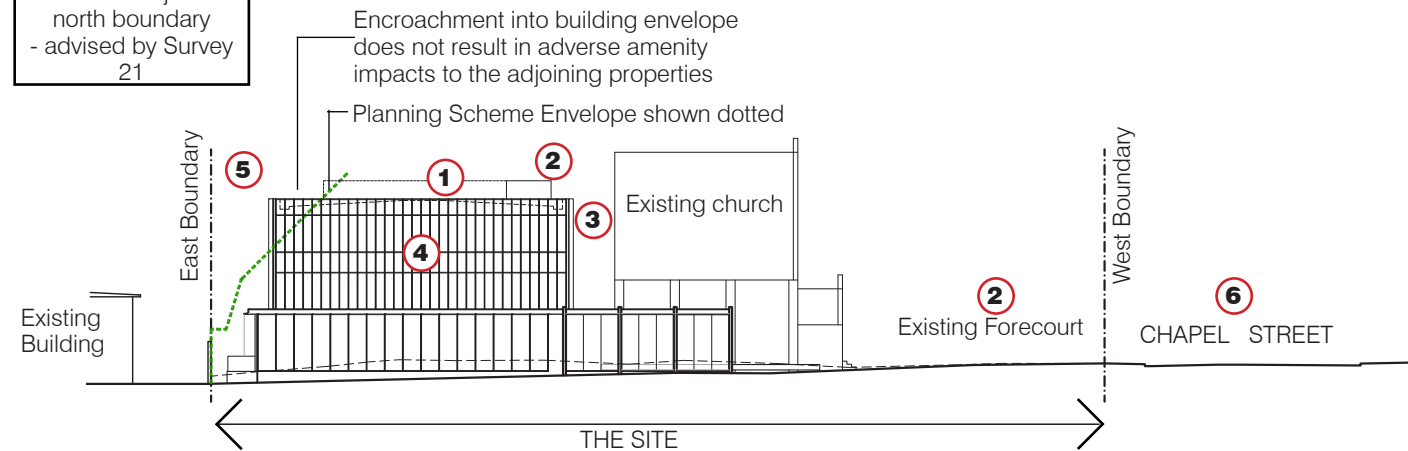 north boundary
- advised by Survey
21
Encroachment into building envelope
does not result in adverse amenity
impacts to the adjoining properties
Planning Scheme Envelope shown dotted
East Boundary
West Boundary
5
1
2
3
4
Existing church
2
6
Existing
Building
Existing Forecourt
CHAPEL STREET
THE SITE